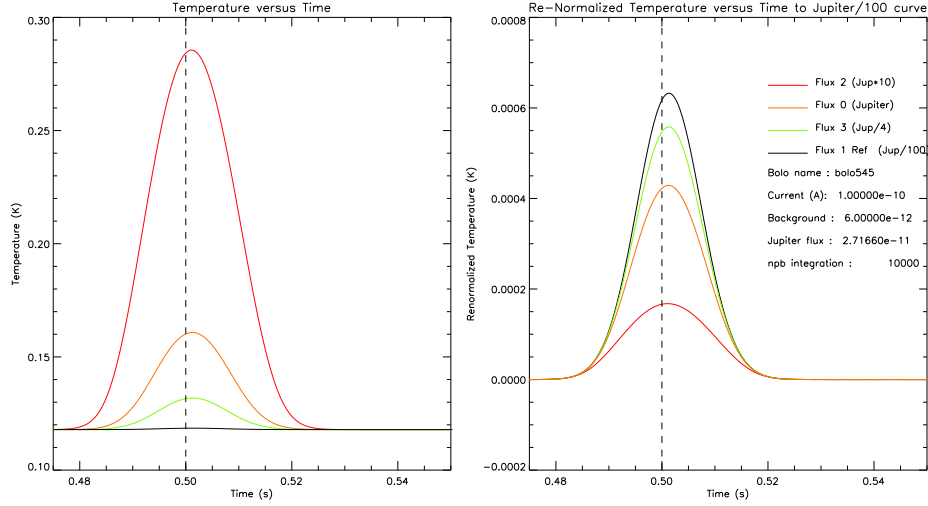 Temperature versus Time
0.30
0.25
0.20
0.15
0.10
Temperature (K)
0.48
0.50
0.52
0.54
Time (s)
Re-Normalized Temperature versus Time to Jupiter/100 curve
0.0008
0.0006
0.0004
0.0002
0.0000
-0.0002
Renormalized Temperature (K)
Flux 2 (Jup*10)
Flux 0 (Jupiter)
Flux 3 (Jup/4)
Flux 1 Ref (Jup/100)
Bolo name : bolo545
Current (A): 1.00000e-10
Background : 6.00000e-12
Jupiter flux : 2.71660e-11
npb integration : 10000
0.48
0.50
0.52
0.54
Time (s)